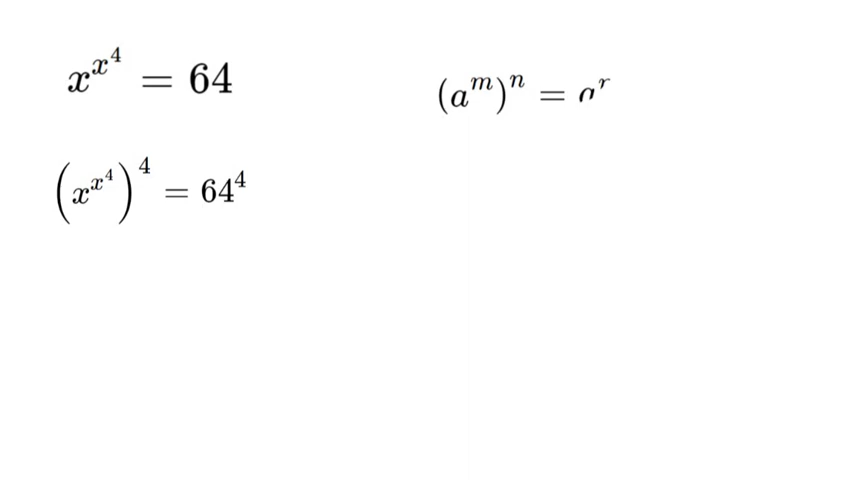 x^{x^4} = 64
(a^m)^n =
(x^{x^4})^4 = 64^4